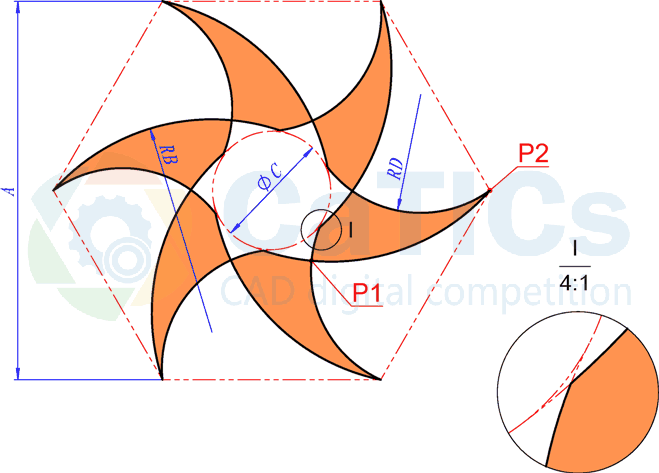 A
RB
ΦC
RD
P2
I
P1
I
4:1
CaTICs
CAD digital competition